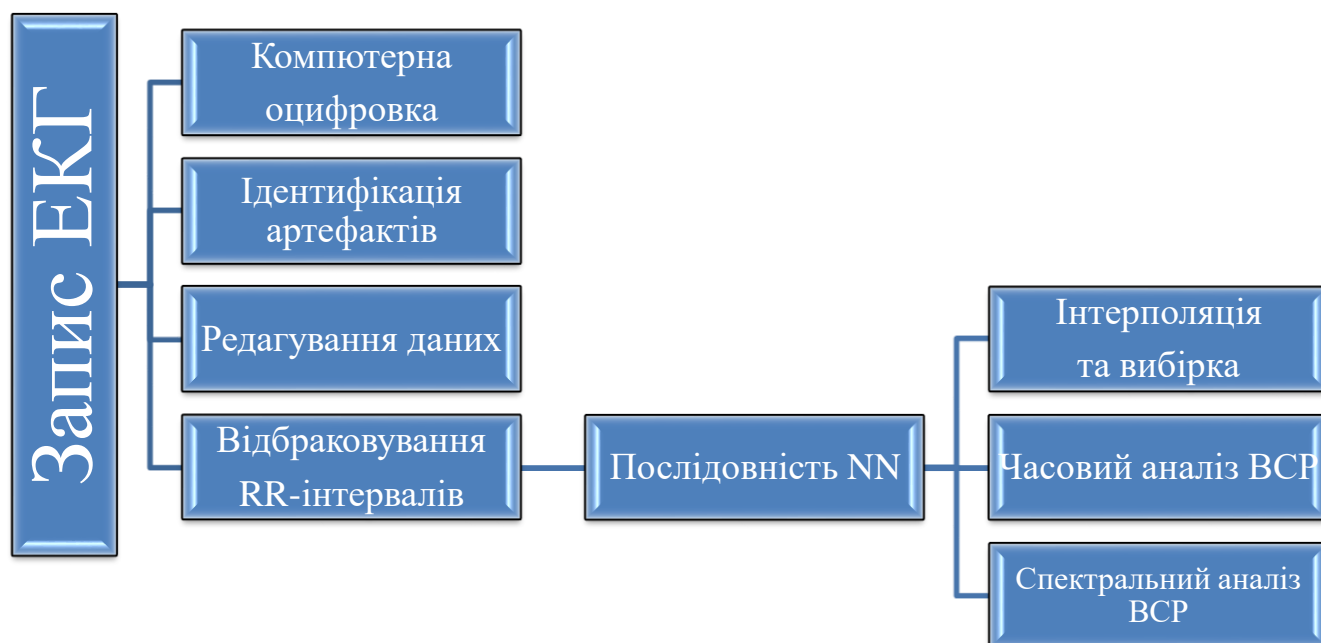 Запис ЕКГ
Компютерна
оцифровка
Ідентифікація
артефактів
Редагування даних
Відбраковування
RR-інтервалів
Послідовність NN
Інтерполяція
та вибірка
Часовий аналіз ВСР
Спектральний аналіз
ВСР